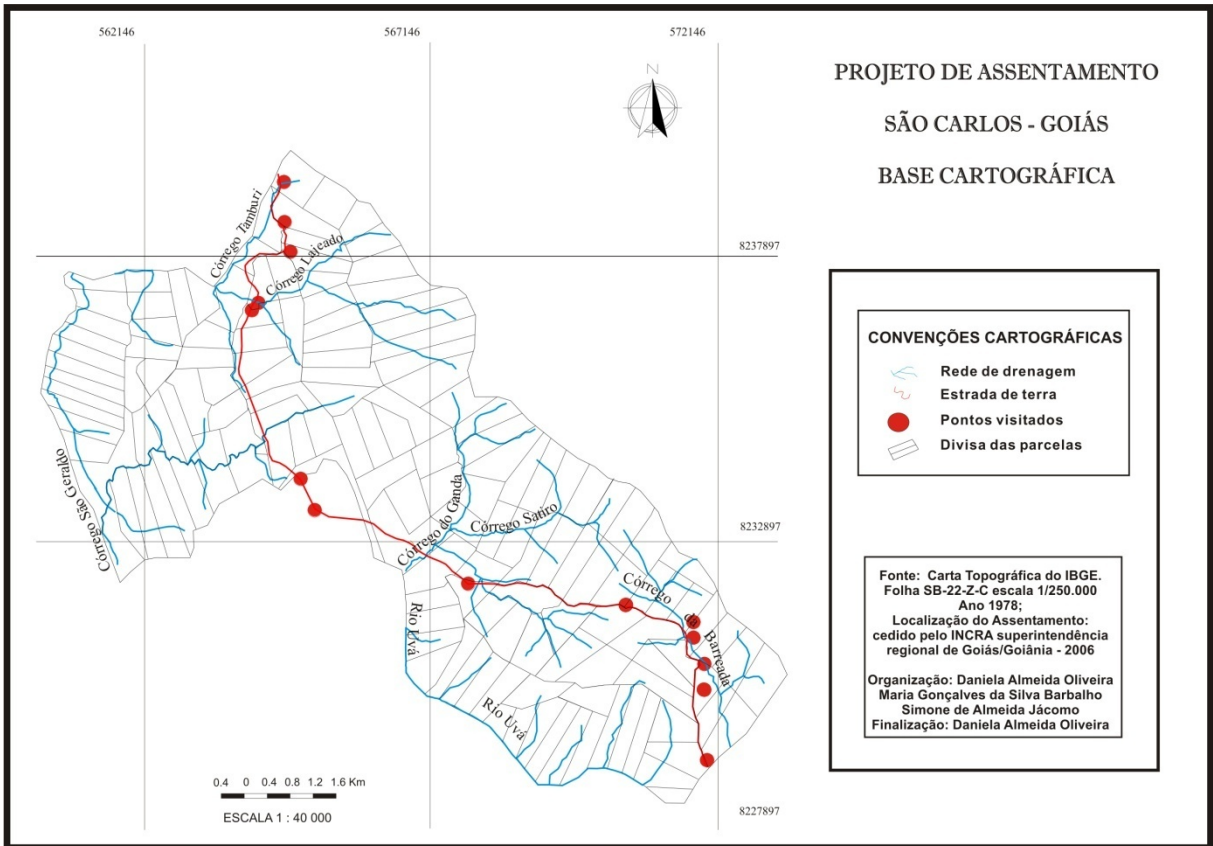 562146
567146
572146
N
PROJETO DE ASSENTAMENTO
SÃO CARLOS - GOIÁS
BASE CARTOGRÁFICA
Córrego Tamburi
Córrego Lajeado
8237897
CONVENÇÕES CARTOGRÁFICAS
Rede de drenagem
Estrada de terra
Pontos visitados
Divisa das parcelas
Córrego São Geraldo
Córrego do Ganda
Córrego Satiro
8232897
Córrego da Barreada
Rio Uvá
Rio Uvá
Fonte: Carta Topográfica do IBGE.
Folha SB-22-Z-C escala 1/250.000
Ano 1978;
Localização do Assentamento:
cedido pelo INCRA superintendência
regional de Goiás/Goiânia - 2006
Organização: Daniela Almeida Oliveira
Maria Gonçalves da Silva Barbalho
Simone de Almeida Jácomo
Finalização: Daniela Almeida Oliveira
0.4 0 0.4 0.8 1.2 1.6 Km
ESCALA 1 : 40 000
8227897